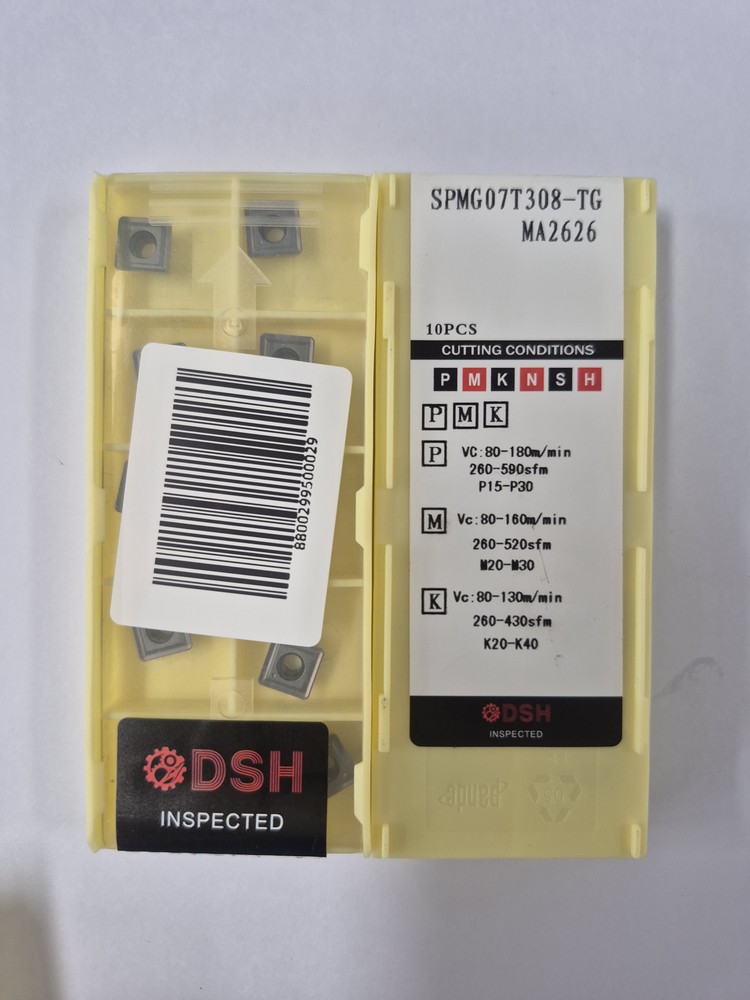 8800299500029
DSH
INSPECTED
SPMG07T308-TG
MA2626
10PCS
CUTTING CONDITIONS
P M K N S H
P M K
P VC:80-180m/min
260-590sfm
P15-P30
M Vc:80-160m/min
260-520sfm
M20-M30
K Vc:80-130m/min
260-430sfm
K20-K40
DSH
INSPECTED